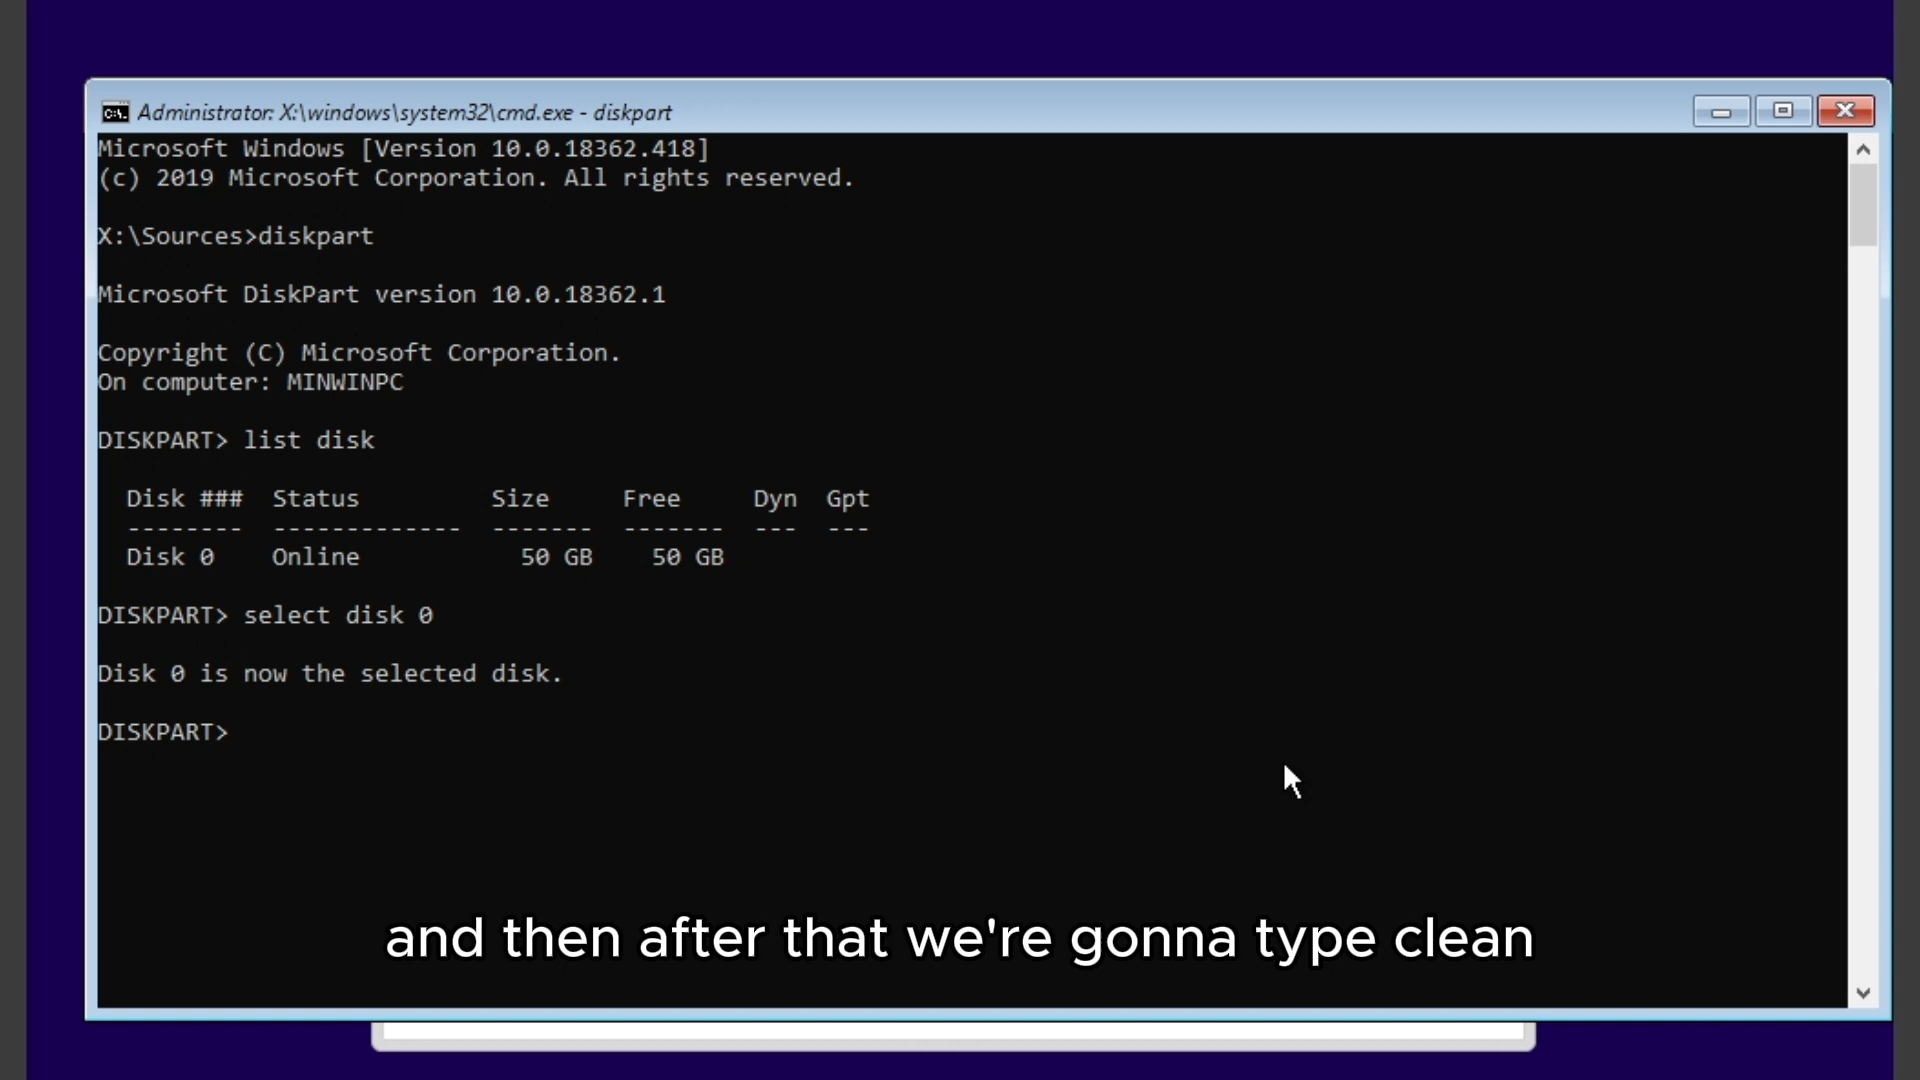 Administrator: X:\windows\system32\cmd.exe - diskpart
Microsoft Windows [Version 10.0.18362.418]
(c) 2019 Microsoft Corporation. All rights reserved.
X:\Sources>diskpart
Microsoft DiskPart version 10.0.18362.1
Copyright (C) Microsoft Corporation.
On computer: MINWINPC
DISKPART> list disk
Disk ###  Status         Size     Free     Dyn  Gpt
--------  -------------  -------  -------  ---  ---
Disk 0    Online           50 GB    50 GB
DISKPART> select disk 0
Disk 0 is now the selected disk.
DISKPART>
and then after that we're gonna type clean